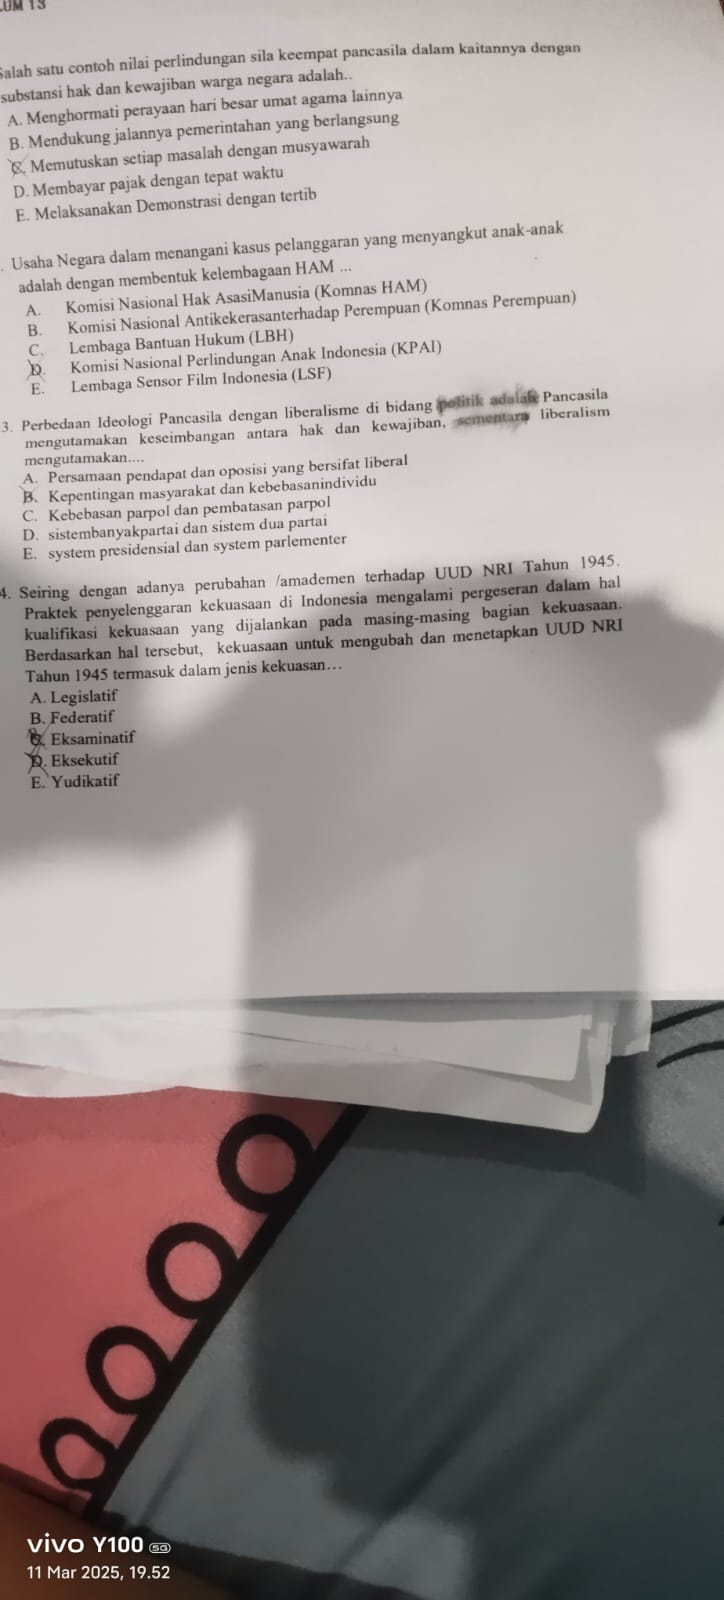 LUM 13
Salah satu contoh nilai perlindungan sila keempat pancasila dalam kaitannya dengan
substansi hak dan kewajiban warga negara adalah..
A. Menghormati perayaan hari besar umat agama lainnya
B. Mendukung jalannya pemerintahan yang berlangsung
C. Memutuskan setiap masalah dengan musyawarah
D. Membayar pajak dengan tepat waktu
E. Melaksanakan Demonstrasi dengan tertib
. Usaha Negara dalam menangani kasus pelanggaran yang menyangkut anak-anak
adalah dengan membentuk kelembagaan HAM ...
A. Komisi Nasional Hak AsasiManusia (Komnas HAM)
B. Komisi Nasional Antikekerasanterhadap Perempuan (Komnas Perempuan)
C. Lembaga Bantuan Hukum (LBH)
D. Komisi Nasional Perlindungan Anak Indonesia (KPAI)
E. Lembaga Sensor Film Indonesia (LSF)
3. Perbedaan Ideologi Pancasila dengan liberalisme di bidang politik adalah Pancasila
mengutamakan keseimbangan antara hak dan kewajiban, sementara liberalism
mengutamakan....
A. Persamaan pendapat dan oposisi yang bersifat liberal
B. Kepentingan masyarakat dan kebebasanindividu
C. Kebebasan parpol dan pembatasan parpol
D. sistembanyakpartai dan sistem dua partai
E. system presidensial dan system parlementer
4. Seiring dengan adanya perubahan /amademen terhadap UUD NRI Tahun 1945.
Praktek penyelenggaran kekuasaan di Indonesia mengalami pergeseran dalam hal
kualifikasi kekuasaan yang dijalankan pada masing-masing bagian kekuasaan.
Berdasarkan hal tersebut, kekuasaan untuk mengubah dan menetapkan UUD NRI
Tahun 1945 termasuk dalam jenis kekuasan...
A. Legislatif
B. Federatif
C. Eksaminatif
D. Eksekutif
E. Yudikatif
vivo Y100 5G
11 Mar 2025, 19.52